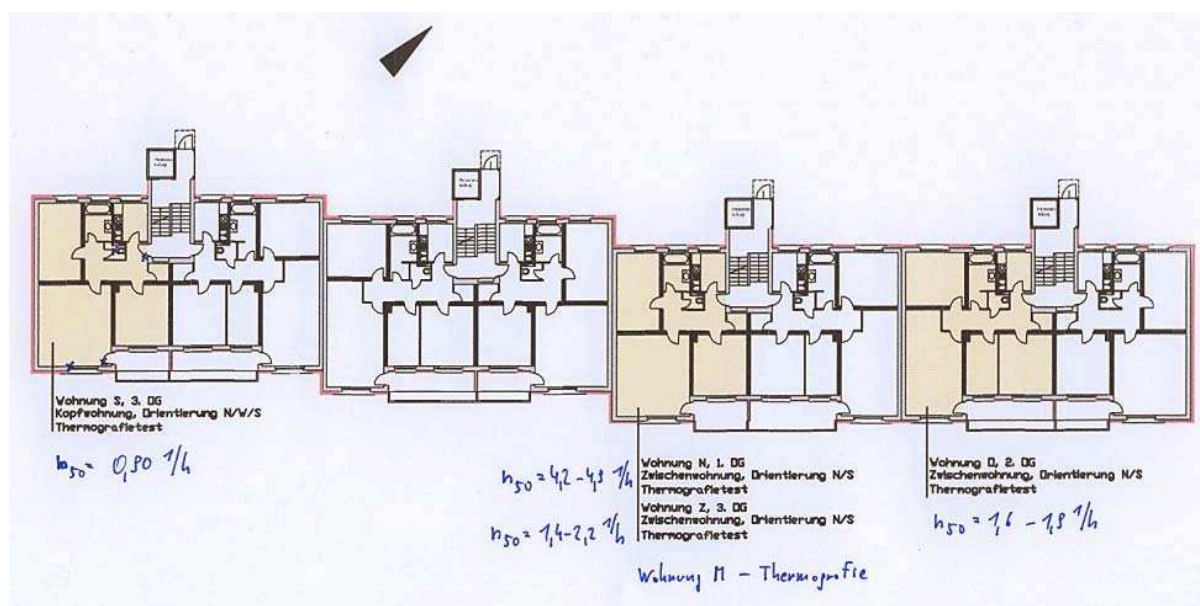 Wohnung S, 3. OG
Kopfwohnung, Orientierung N/W/S
Thermografietest
n50 = 0,90 1/h
Wohnung N, 1. OG
Zwischenwohnung, Orientierung N/S
Thermografietest
n50 = 4,2 - 4,9 1/h
Wohnung Z, 3. OG
Zwischenwohnung, Orientierung N/S
Thermografietest
n50 = 1,4 - 2,2 1/h
Wohnung M - Thermografie
Wohnung O, 2. OG
Zwischenwohnung, Orientierung N/S
Thermografietest
n50 = 1,6 - 1,9 1/h